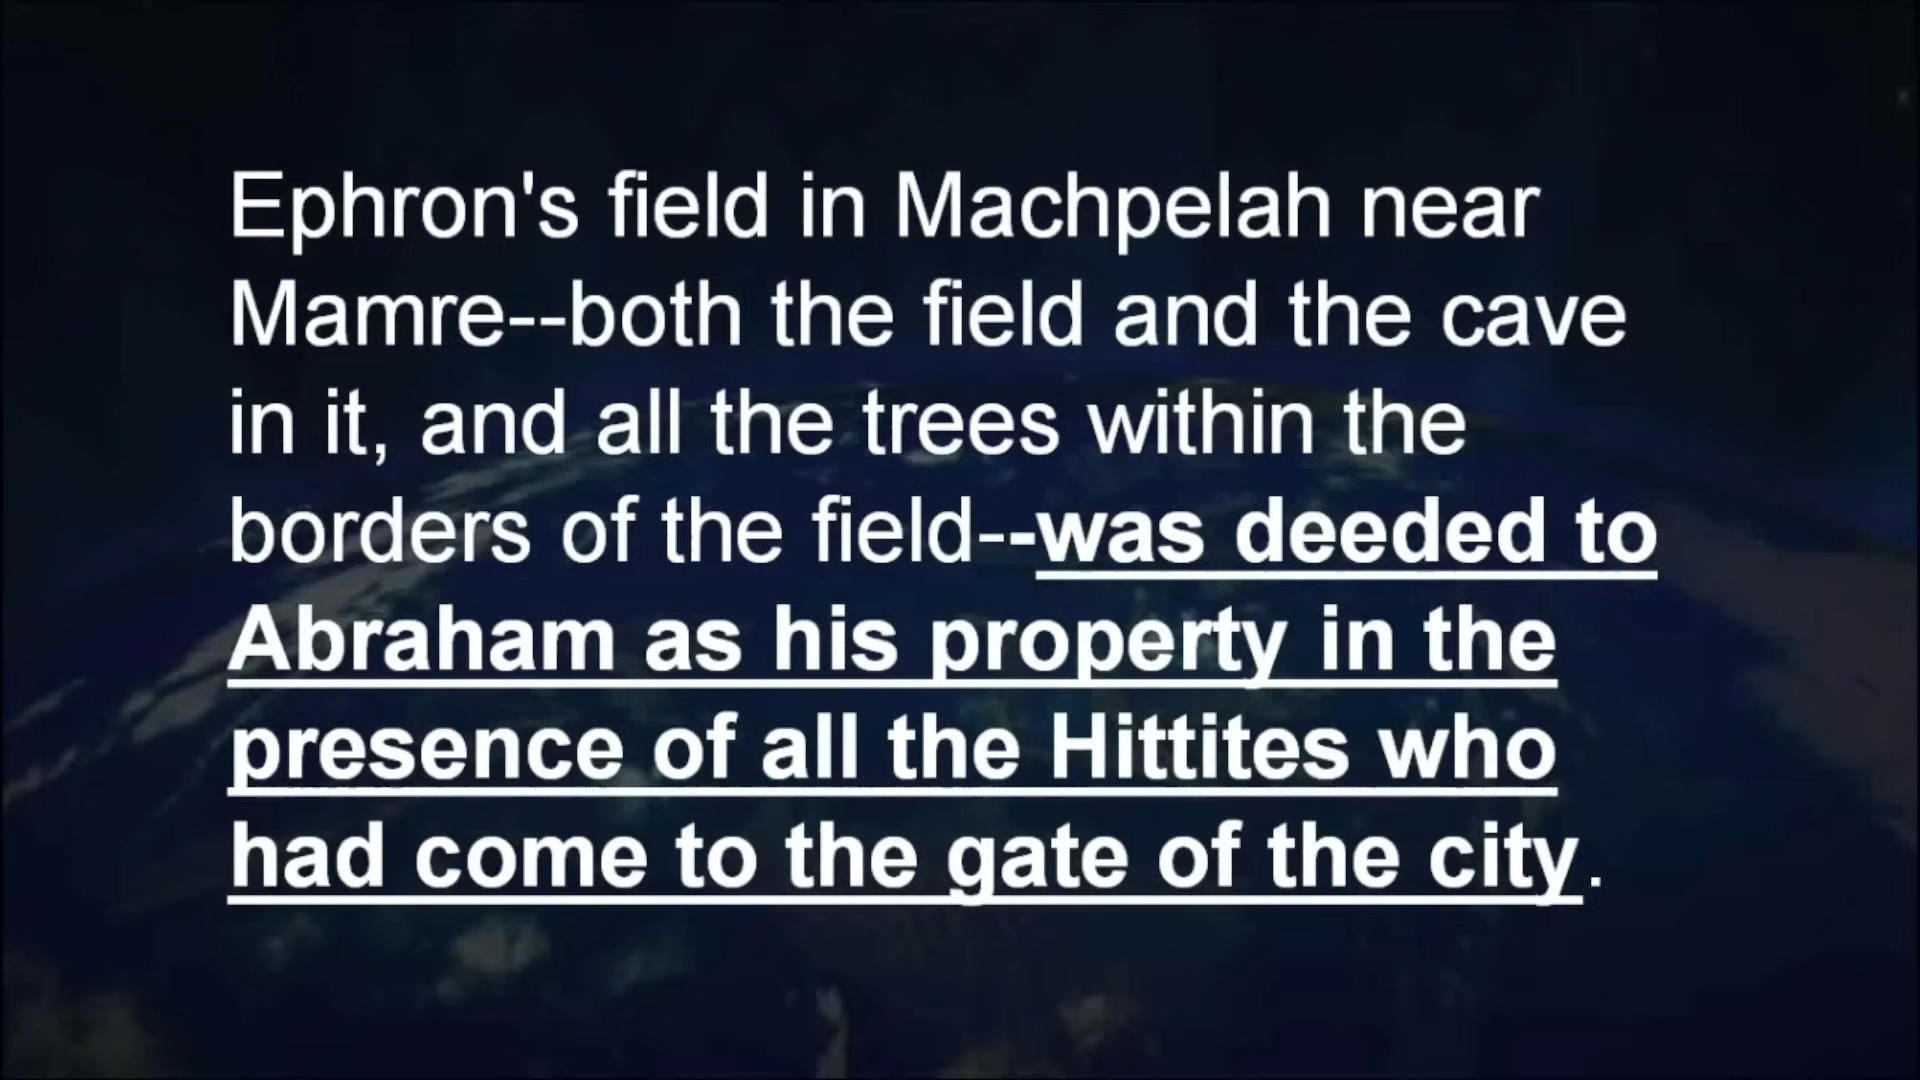 Ephron's field in Machpelah near
Mamre--both the field and the cave
in it, and all the trees within the
borders of the field--was deeded to
Abraham as his property in the
presence of all the Hittites who
had come to the gate of the city.